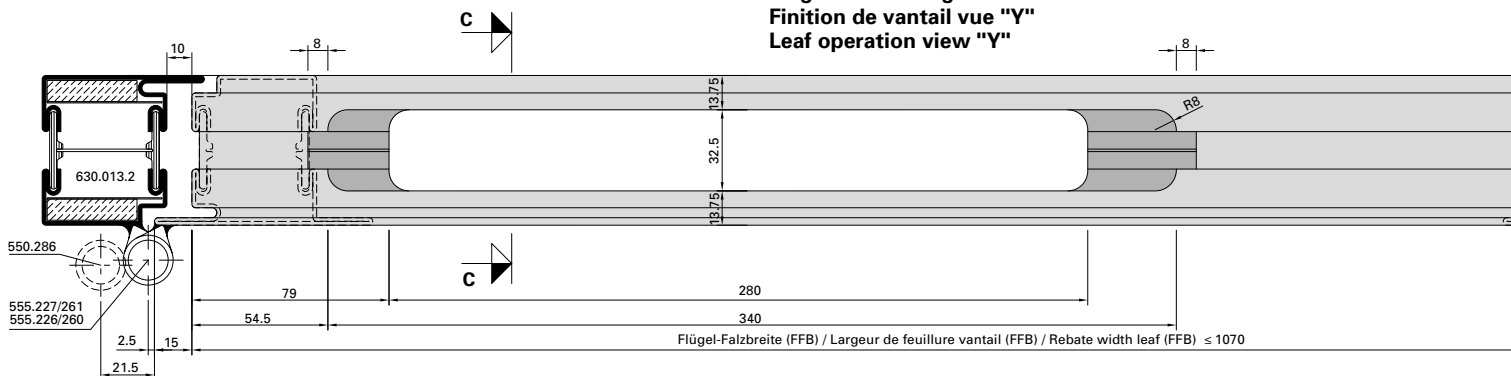 Finition de vantail vue "Y"
Leaf operation view "Y"
C
10
8
8
13.75
R8
32.5
630.013.2
13.75
550.286
C
555.227/261
555.226/260
79
280
54.5
340
2.5
15
Flügel-Falzbreite (FFB) / Largeur de feuillure vantail (FFB) / Rebate width leaf (FFB) ≤ 1070
21.5